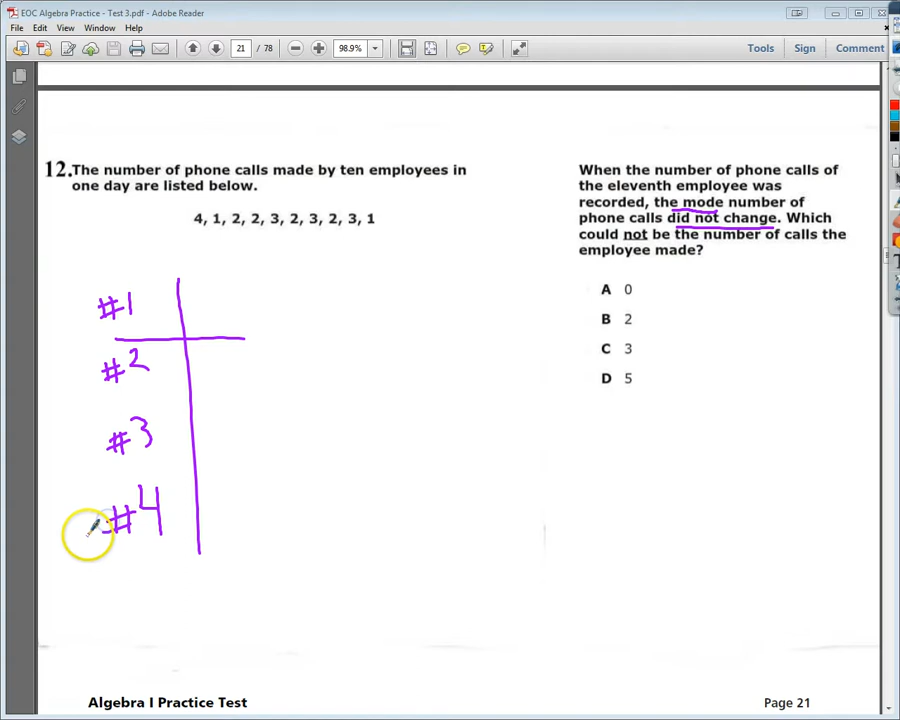 EOC Algebra Practice - Test 3.pdf - Adobe Reader
File Edit View Window Help
21 / 78 98.9% Tools Sign Comment
12. The number of phone calls made by ten employees in
one day are listed below.
4, 1, 2, 2, 3, 2, 3, 2, 3, 1
When the number of phone calls of
the eleventh employee was
recorded, the mode number of
phone calls did not change. Which
could not be the number of calls the
employee made?
A 0
B 2
C 3
D 5
#1
#2
#3
#4
Algebra I Practice Test Page 21